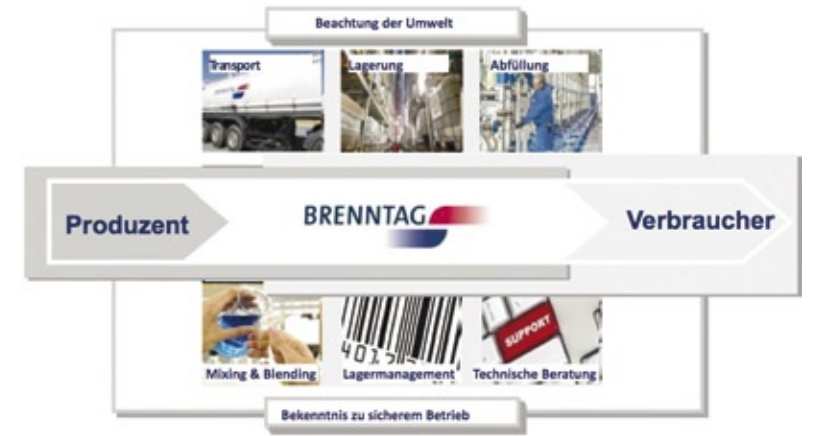 Beachtung der Umwelt
Transport
Lagerung
Abfüllung
Produzent
BRENNTAG
Verbraucher
SUPPORT
4017
Mixing & Blending
Lagermanagement
Technische Beratung
Bekenntnis zu sicherem Betrieb